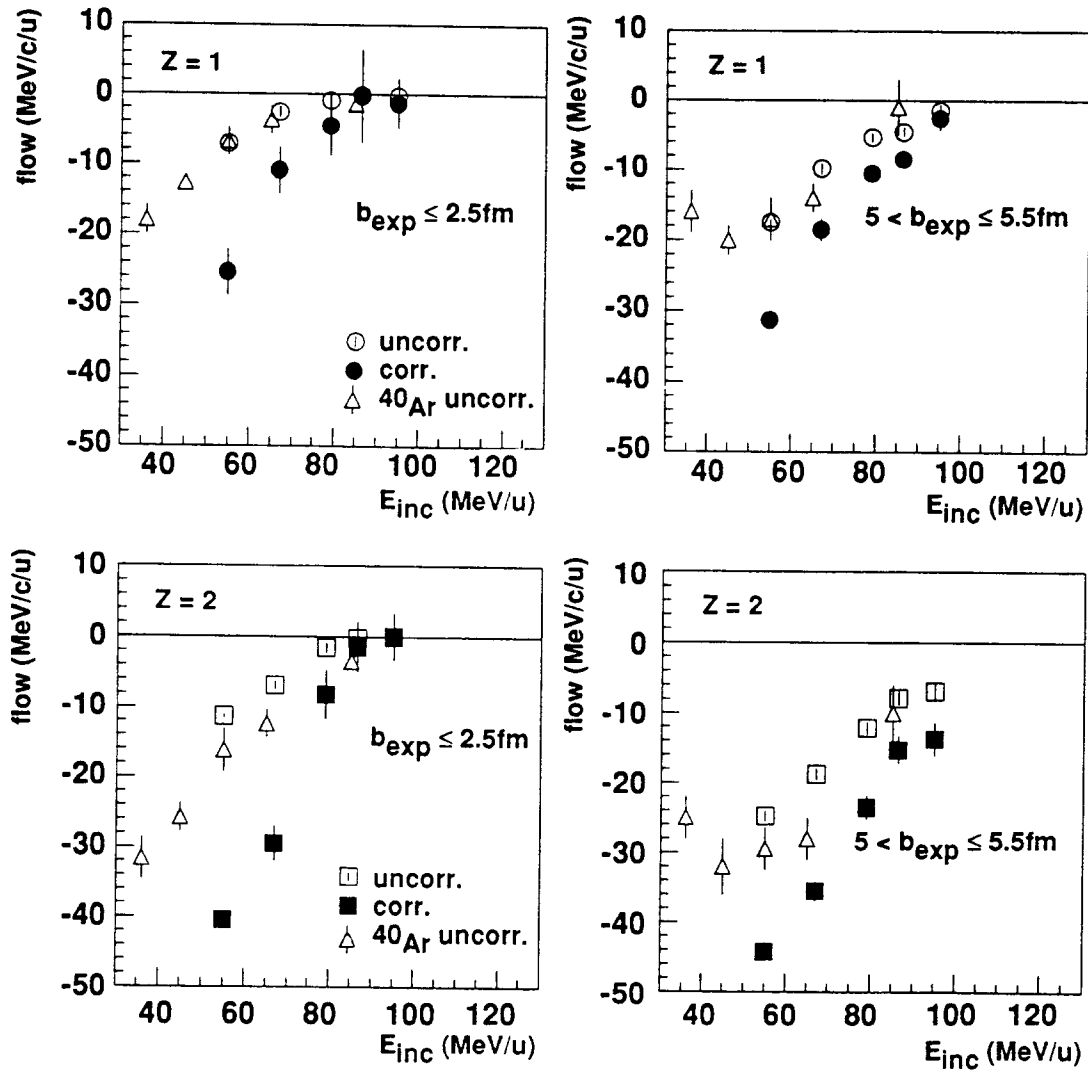 flow (MeV/c/u)
10
0
-10
-20
-30
-40
-50
Z = 1
b_exp ≤ 2.5fm
uncorr.
corr.
40Ar uncorr.
40 60 80 100 120
E_inc (MeV/u)
flow (MeV/c/u)
10
0
-10
-20
-30
-40
-50
Z = 1
5 < b_exp ≤ 5.5fm
40 60 80 100 120
E_inc (MeV/u)
flow (MeV/c/u)
10
0
-10
-20
-30
-40
-50
Z = 2
b_exp ≤ 2.5fm
uncorr.
corr.
40Ar uncorr.
40 60 80 100 120
E_inc (MeV/u)
flow (MeV/c/u)
10
0
-10
-20
-30
-40
-50
Z = 2
5 < b_exp ≤ 5.5fm
40 60 80 100 120
E_inc (MeV/u)